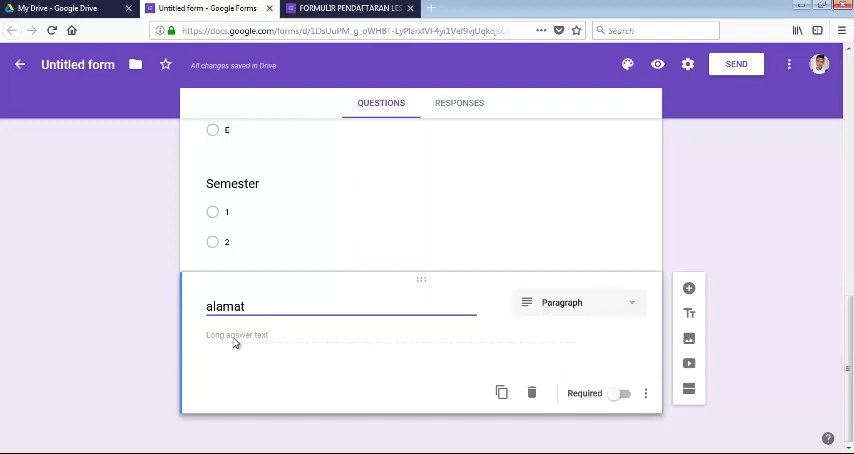 My Drive - Google Drive
Untitled form - Google Forms
FORMULIR PENDAFTARAN LES
Search
Untitled form
All changes saved in Drive
SEND
QUESTIONS
RESPONSES
E
Semester
1
2
alamat
Paragraph
Long answer text
Required